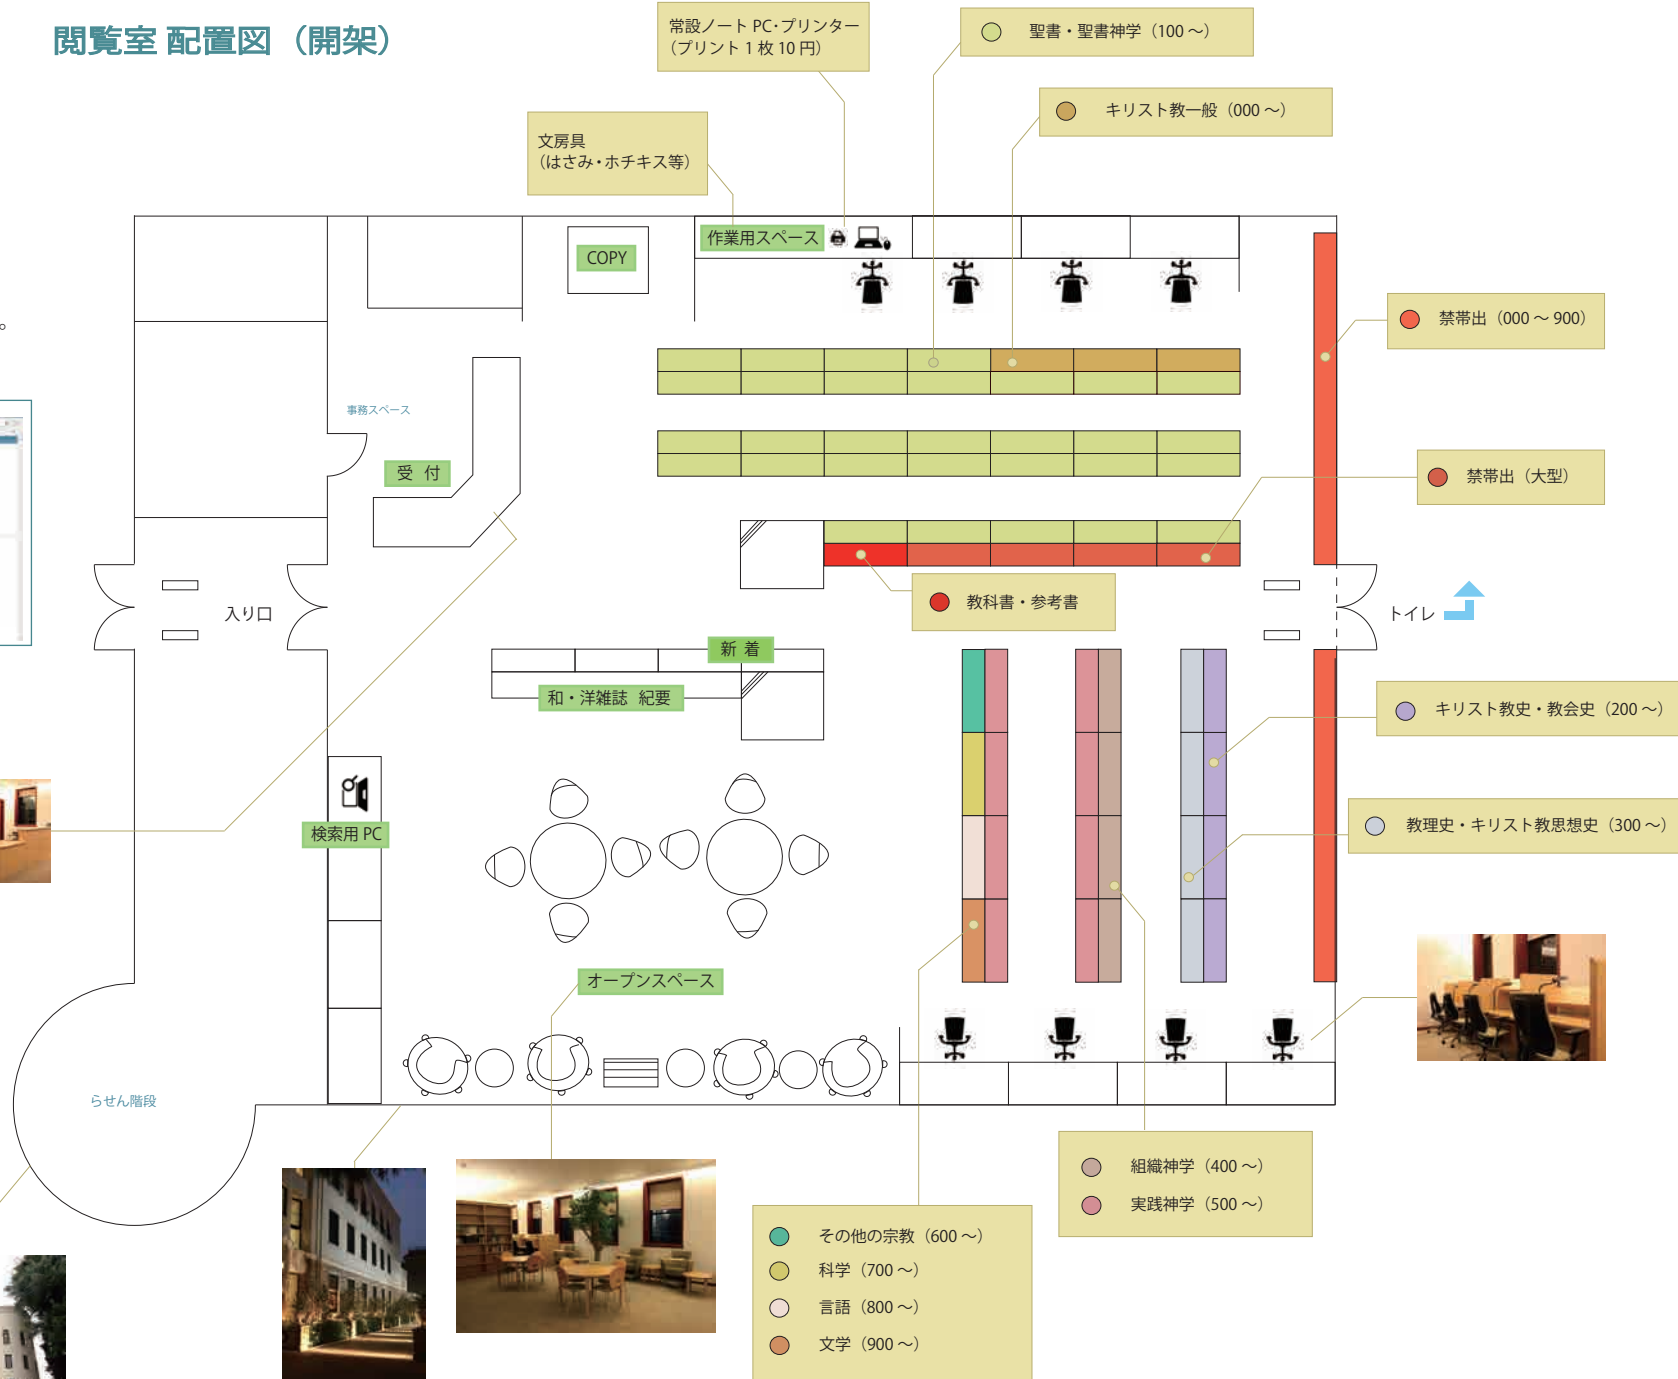 閲覧室 配置図（開架）
常設ノート PC・プリンター
（プリント 1 枚 10 円）
聖書・聖書神学（100 ～）
キリスト教一般（000 ～）
文房具
（はさみ・ホチキス等）
作業用スペース
COPY
。
禁帯出（000 ～ 900）
事務スペース
受 付
禁帯出（大型）
教科書・参考書
入り口
トイレ
新 着
和・洋雑誌 紀要
キリスト教史・教会史（200 ～）
検索用 PC
教理史・キリスト教思想史（300 ～）
オープンスペース
らせん階段
組織神学（400 ～）
実践神学（500 ～）
その他の宗教（600 ～）
科学（700 ～）
言語（800 ～）
文学（900 ～）